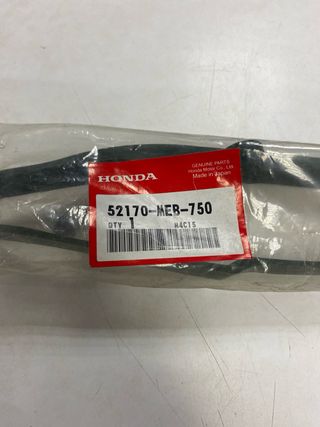 HONDA
GENUINE PARTS
Honda Motor Co., Ltd.
Made in Japan
52170-MEB-750
QTY 1
R4C15